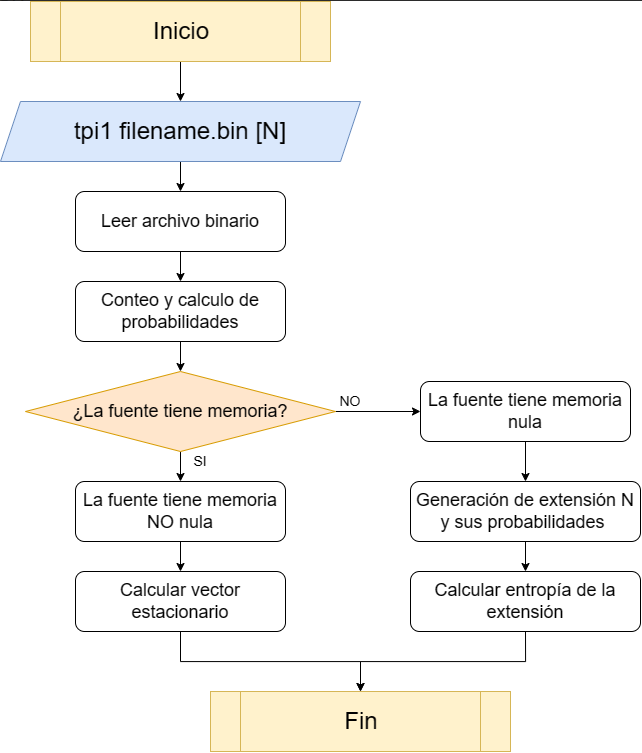 Inicio
tpi1 filename.bin [N]
Leer archivo binario
Conteo y calculo de
probabilidades
¿La fuente tiene memoria?
NO
La fuente tiene memoria
nula
SI
La fuente tiene memoria
NO nula
Generación de extensión N
y sus probabilidades
Calcular vector
estacionario
Calcular entropía de la
extensión
Fin